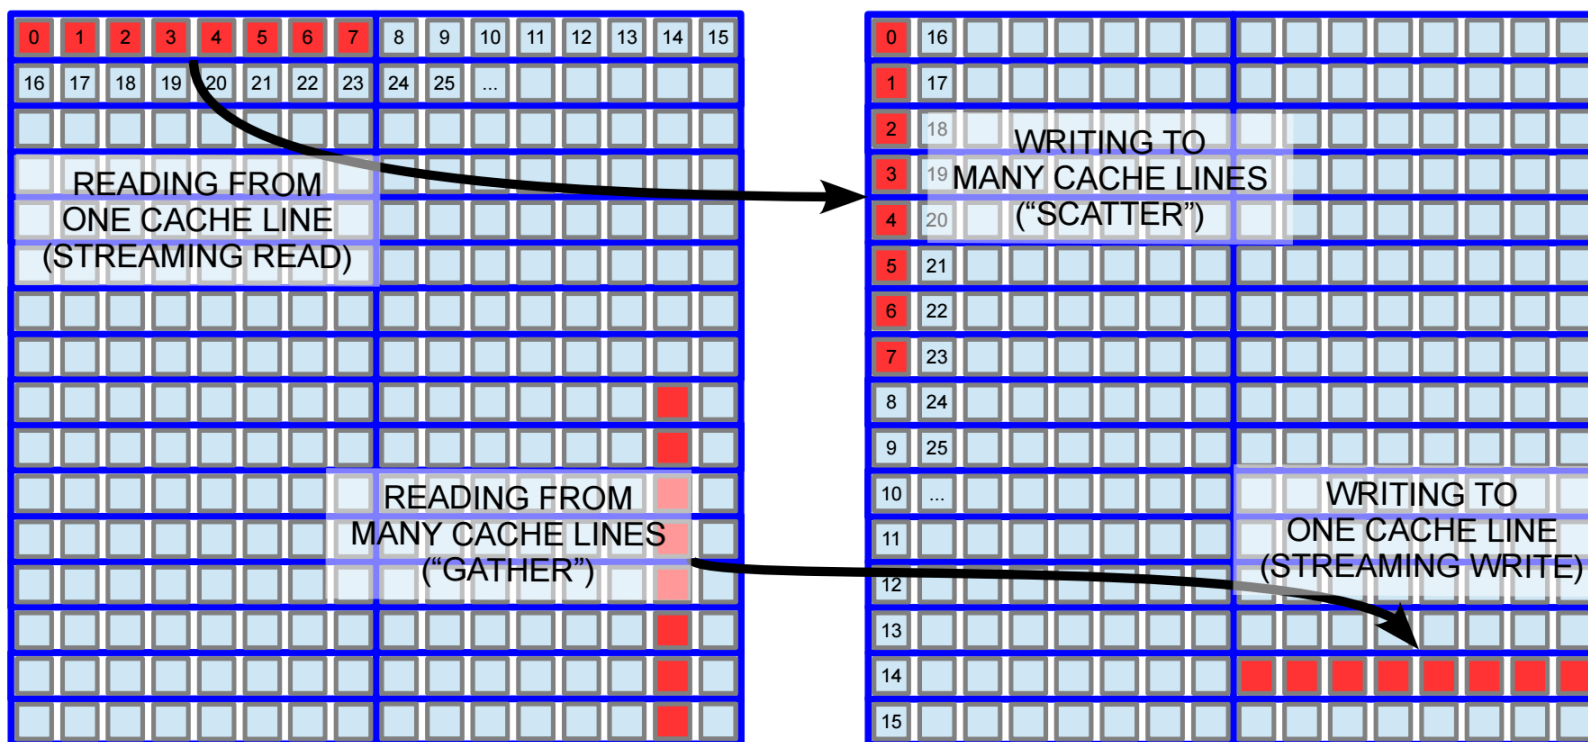 0 1 2 3 4 5 6 7 8 9 10 11 12 13 14 15
16 17 18 19 20 21 22 23 24 25 ...
READING FROM
ONE CACHE LINE
(STREAMING READ)
READING FROM
MANY CACHE LINES
(“GATHER”)
0 16
1 17
2 18
3 19
4 20
5 21
6 22
7 23
8 24
9 25
10 ...
11
12
13
14
15
WRITING TO
MANY CACHE LINES
(“SCATTER”)
WRITING TO
ONE CACHE LINE
(STREAMING WRITE)